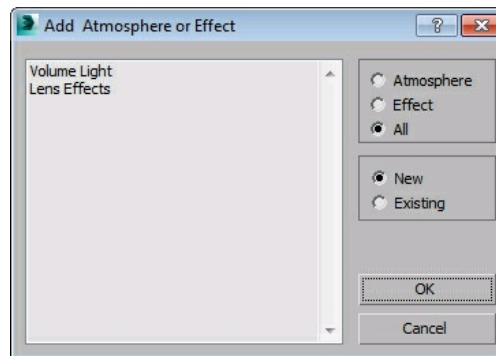 Add Atmosphere or Effect
?
Volume Light
Lens Effects
Atmosphere
Effect
All
New
Existing
OK
Cancel